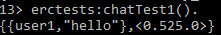 13> erctests:chatTest1().
{{user1,"hello"},<0.525.0>}